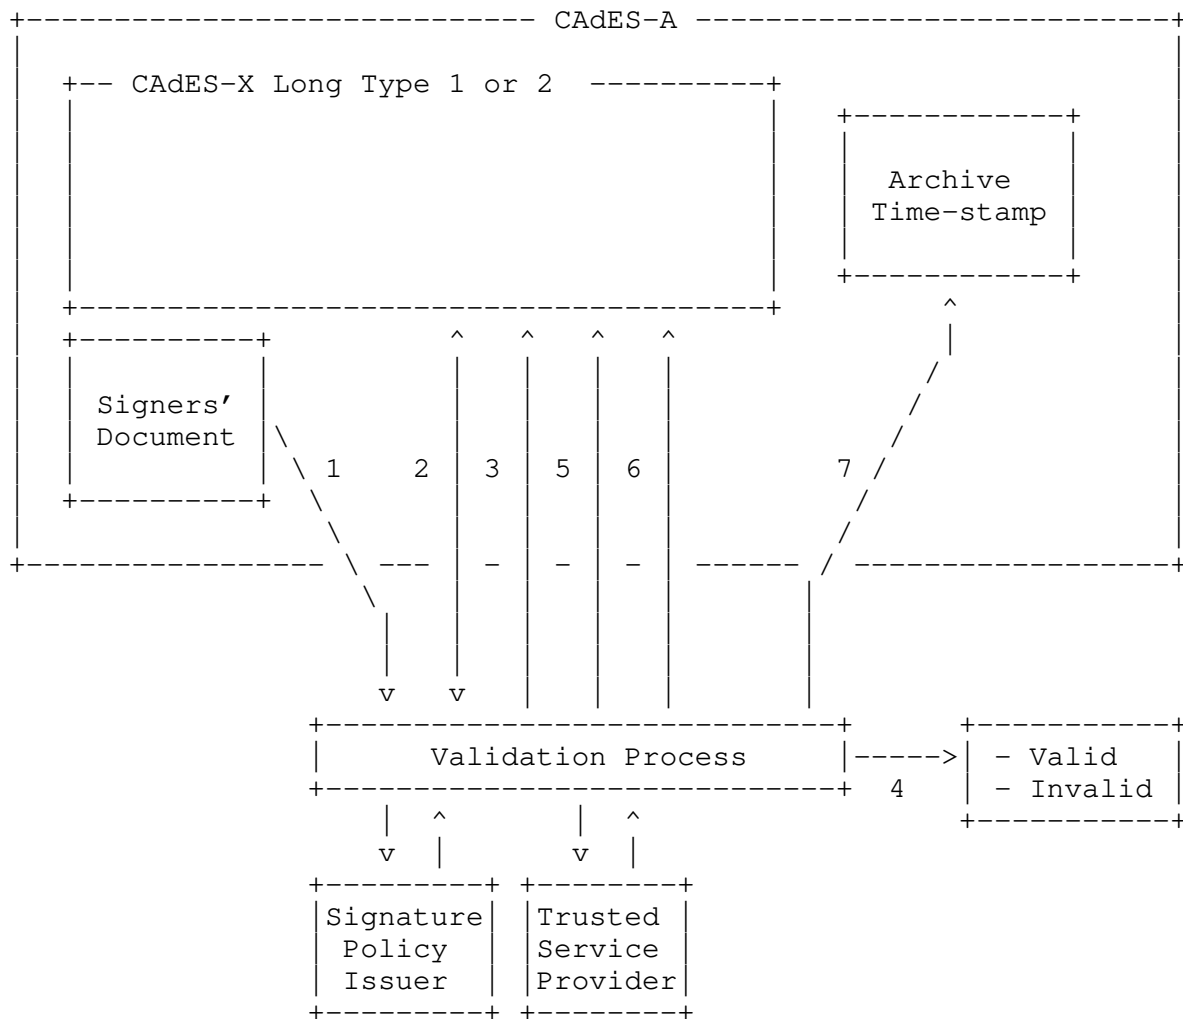 CAdES-A
CAdES-X Long Type 1 or 2
Archive
Time-stamp
Signers'
Document
1 2 3 5 6 7
Validation Process
- Valid
4 - Invalid
Signature Trusted
Policy Service
Issuer Provider